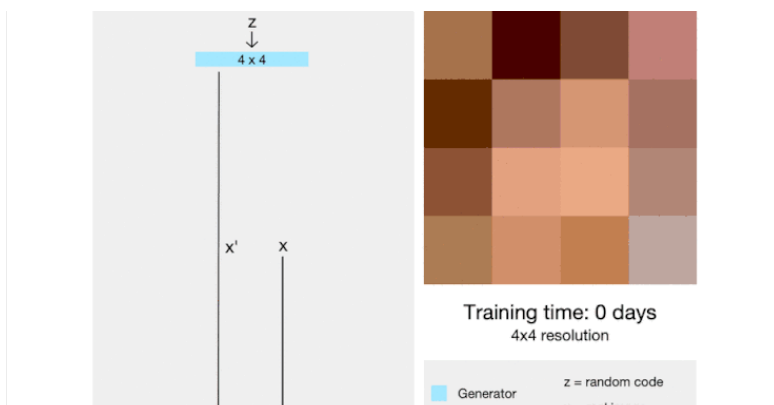 z
4 x 4
x'
x
Training time: 0 days
4x4 resolution
Generator
z = random code